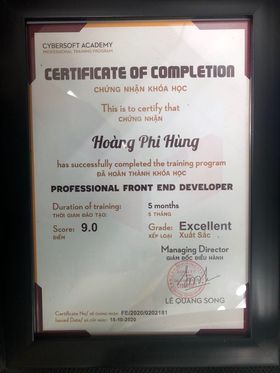 CYBERSOFT ACADEMY
PROFESSIONAL TRAINING PROGRAM
CERTIFICATE OF COMPLETION
CHỨNG NHẬN KHÓA HỌC
This is to certify that
CHỨNG NHẬN
Hoàng Phi Hùng
has successfully completed the training program
ĐÃ HOÀN THÀNH KHÓA HỌC
PROFESSIONAL FRONT END DEVELOPER
Duration of training: 5 months
THỜI GIAN ĐÀO TẠO: 5 THÁNG
Score: 9.0 Grade: Excellent
ĐIỂM XẾP LOẠI Xuất Sắc
Managing Director
GIÁM ĐỐC ĐIỀU HÀNH
LÊ QUANG SONG
Certificate No/ SỐ CHỨNG NHẬN FE/2020/0202181
Issued Date/ NGÀY CẤP 15-10-2020